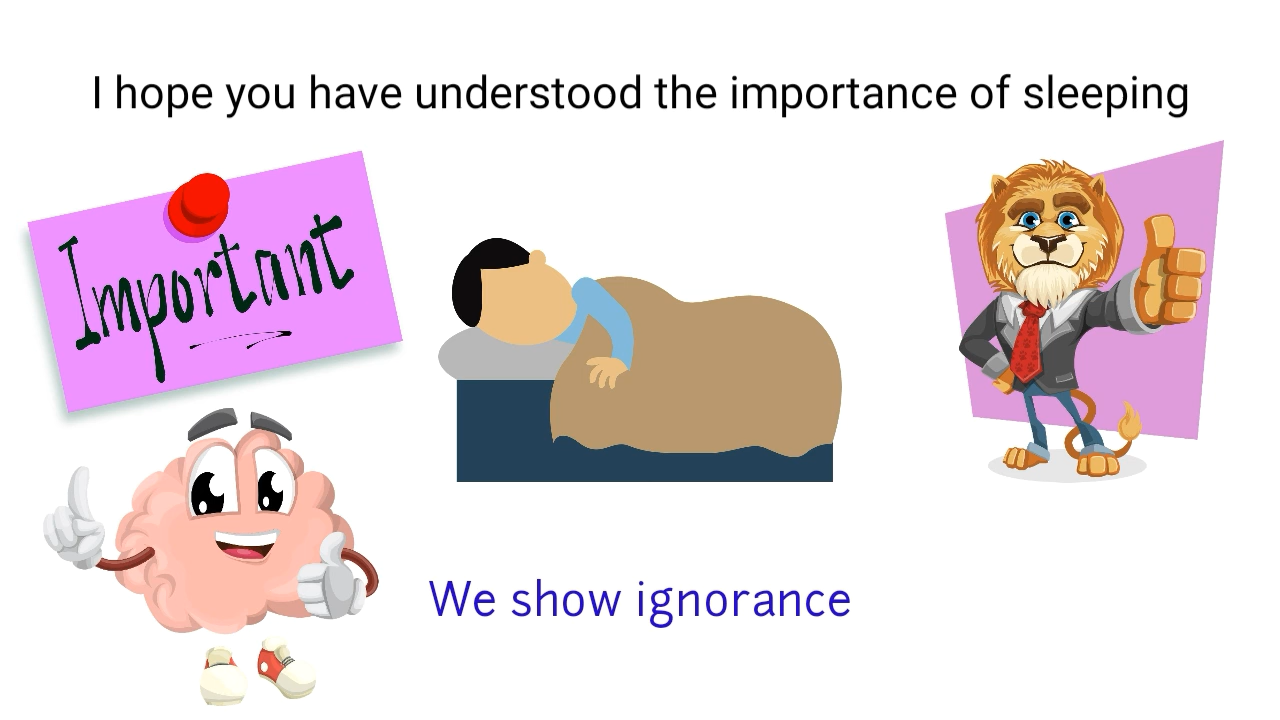 I hope you have understood the importance of sleeping
Important
We show ignorance